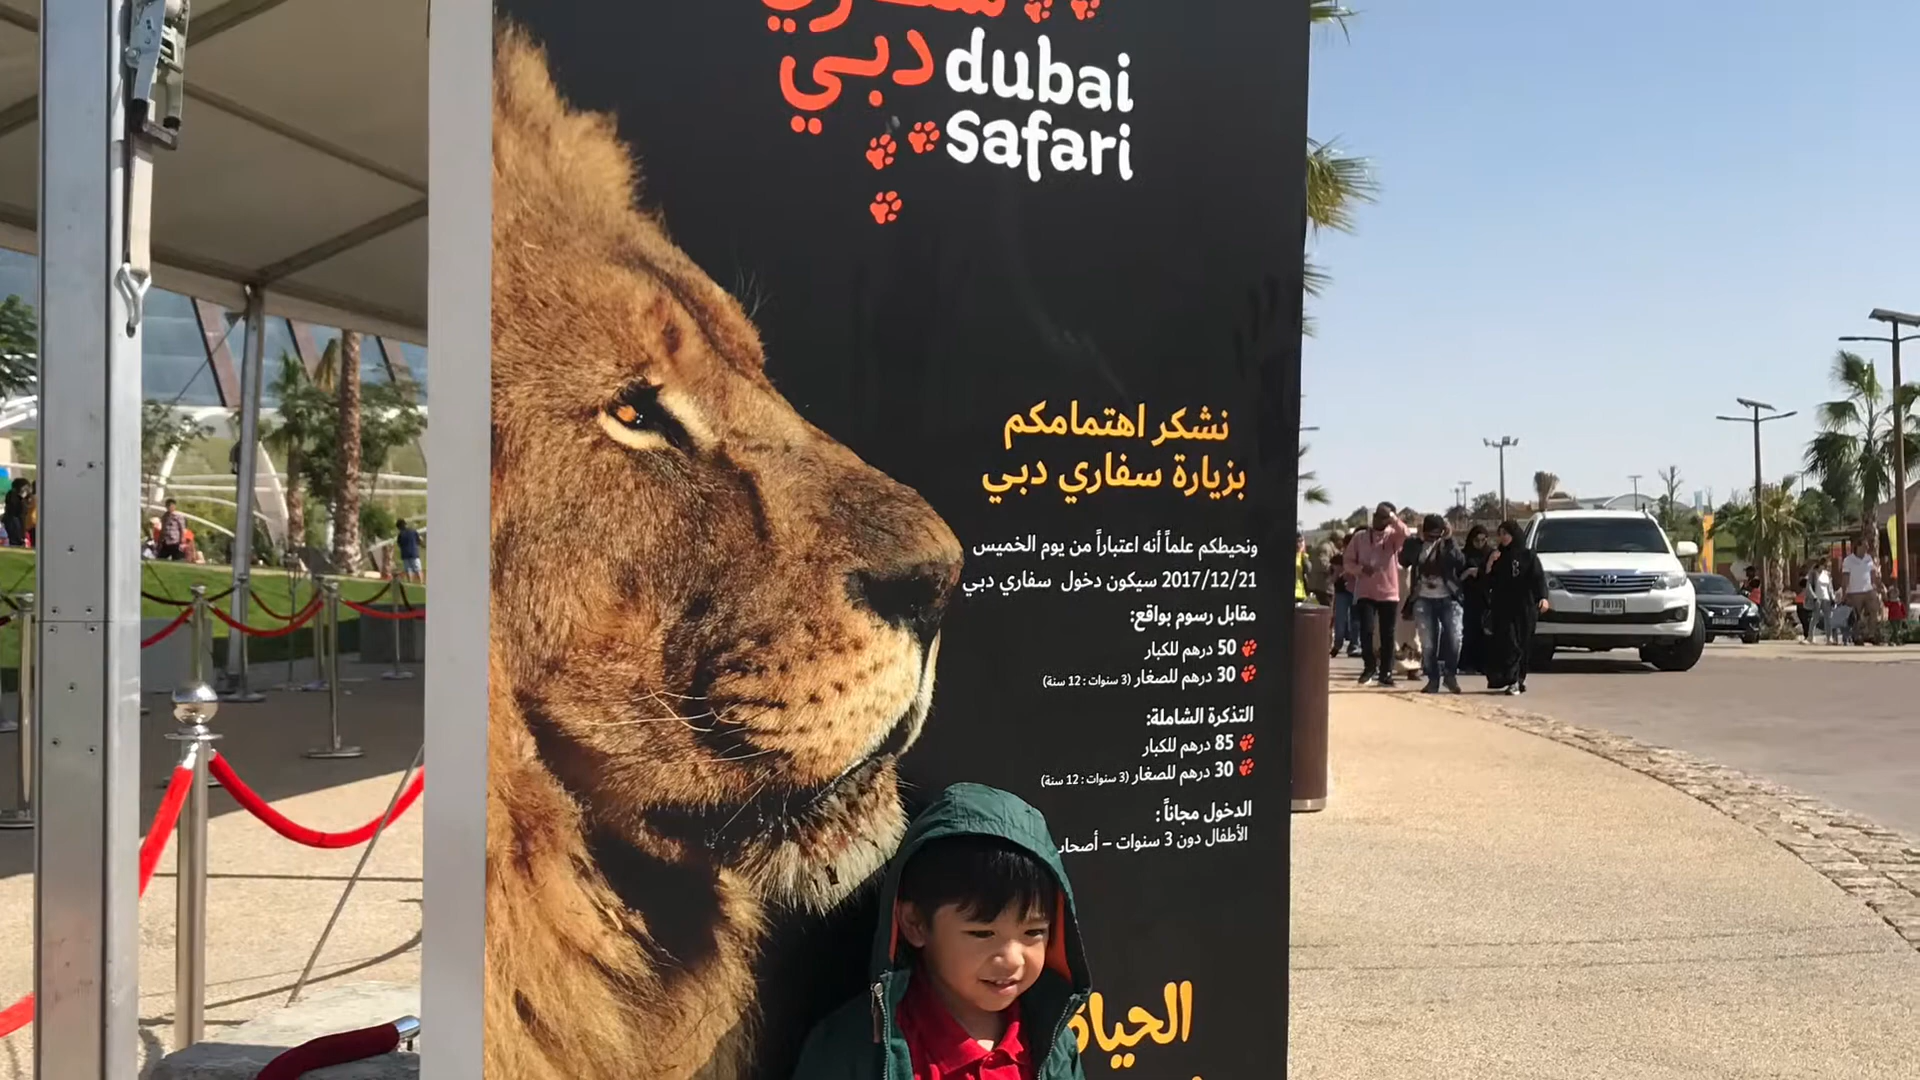 سفاري
دبي
dubai
safari
نشكر اهتمامكم
بزيارة سفاري دبي
ونحيطكم علماً أنه اعتباراً من يوم الخميس
2017/12/21 سيكون دخول سفاري دبي
مقابل رسوم بواقع:
50 درهم للكبار
30 درهم للصغار (3 سنوات : 12 سنة)
التذكرة الشاملة:
85 درهم للكبار
30 درهم للصغار (3 سنوات : 12 سنة)
الدخول مجاناً :
الأطفال دون 3 سنوات – أصحاب
الحياة